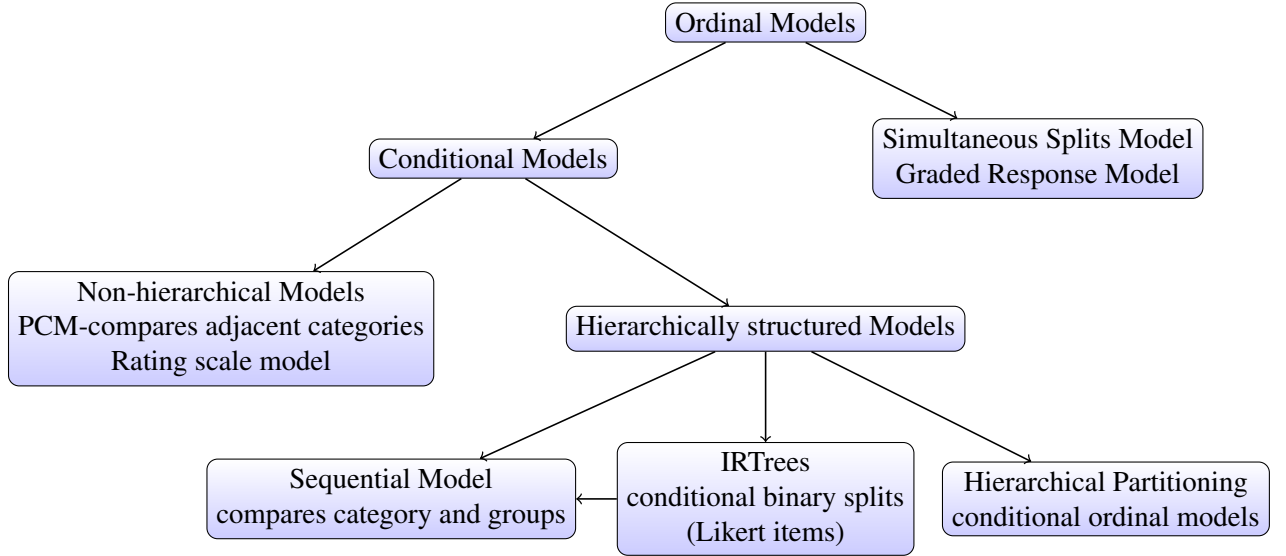 Ordinal Models
Conditional Models
Simultaneous Splits Model
Graded Response Model
Non-hierarchical Models
PCM-compares adjacent categories
Rating scale model
Hierarchically structured Models
Sequential Model
compares category and groups
IRTrees
conditional binary splits
(Likert items)
Hierarchical Partitioning
conditional ordinal models